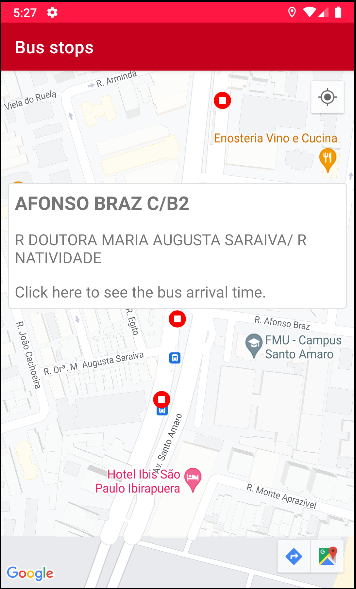 5:27
Bus stops
R. Arminda
Viela do Ruela
Enosteria Vino e Cucina
AFONSO BRAZ C/B2
R DOUTORA MARIA AUGUSTA SARAIVA/ R
NATIVIDADE
Click here to see the bus arrival time.
R. Egito
R. Afonso Braz
R. João Cachoeira
FMU - Campus
Santo Amaro
R. Drª. M. Augusta Saraiva
Av. Santo Amaro
Hotel Ibis São
Paulo Ibirapuera
R. Monte Aprazível
Google